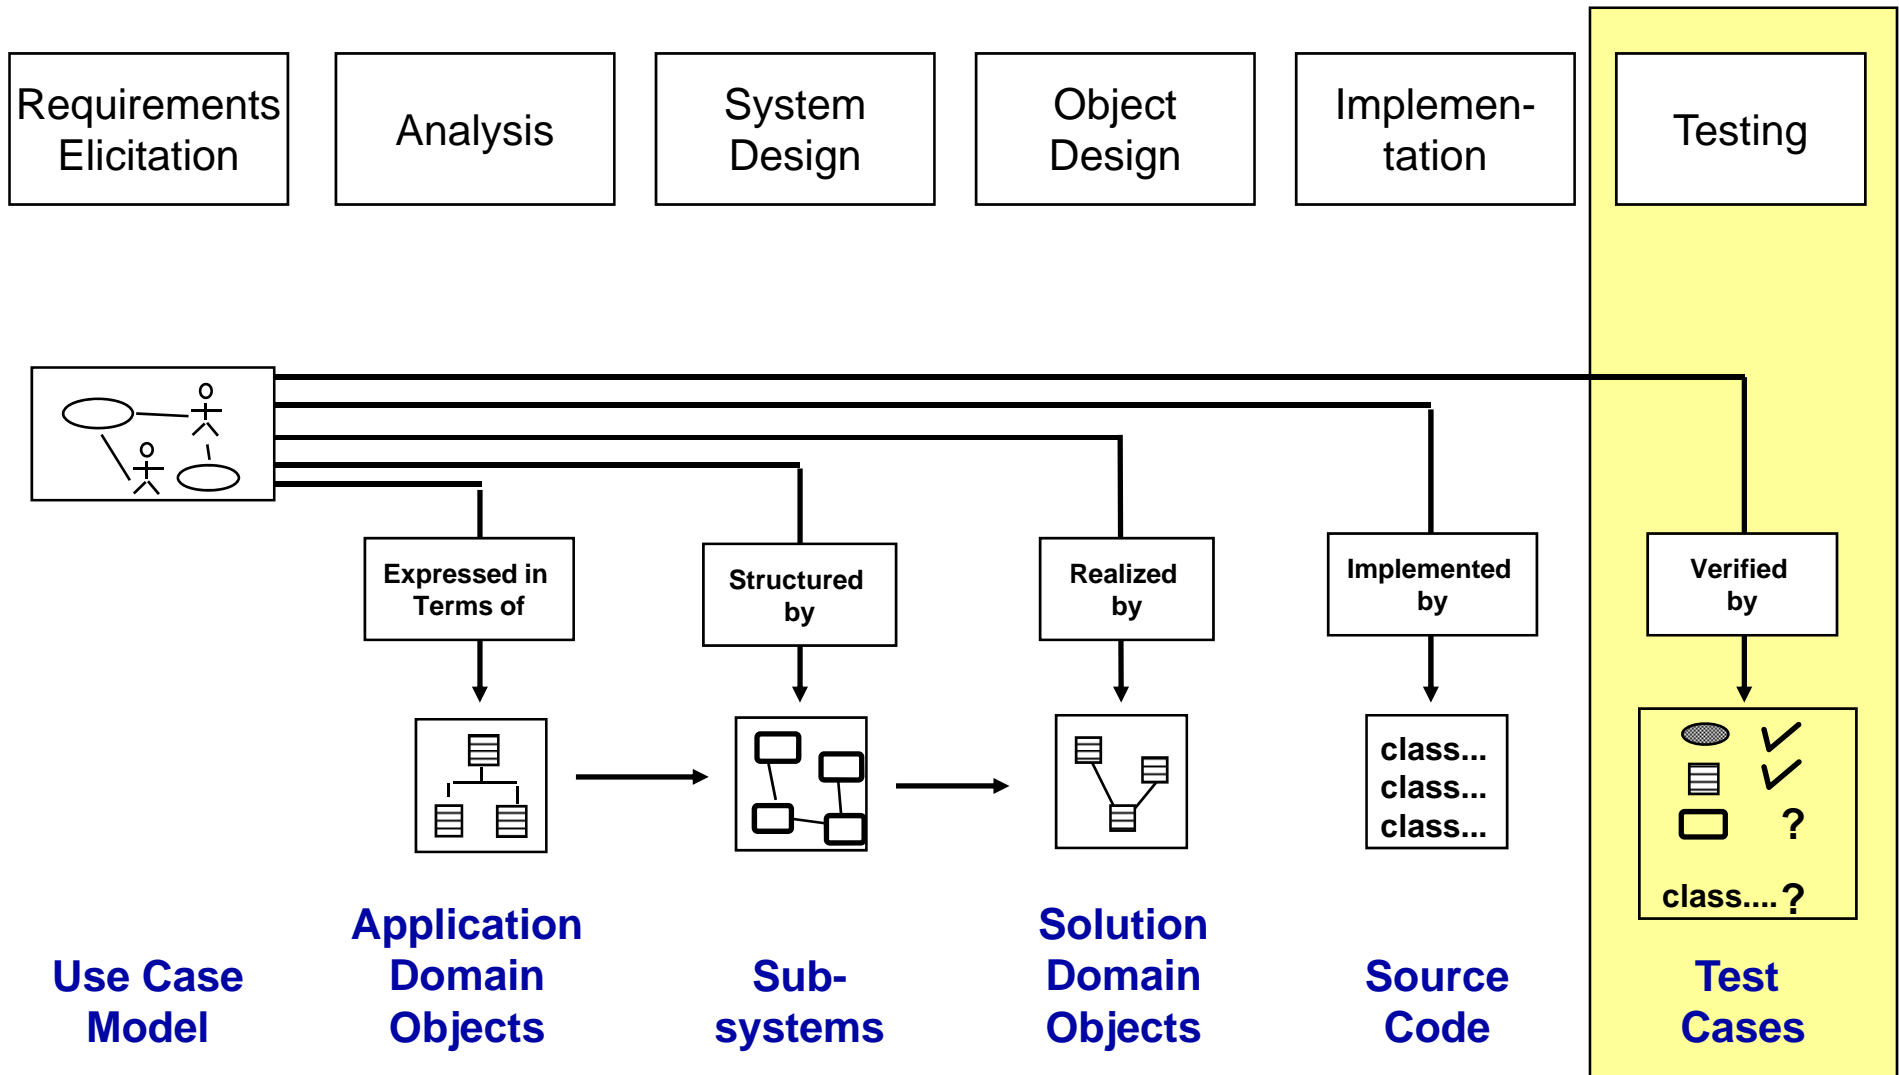 Requirements
Elicitation
Analysis
System
Design
Object
Design
Implemen-
tation
Testing
Expressed in
Terms of
Structured
by
Realized
by
Implemented
by
Verified
by
class...
class...
class...
?
class....?
Use Case
Model
Application
Domain
Objects
Sub-
systems
Solution
Domain
Objects
Source
Code
Test
Cases